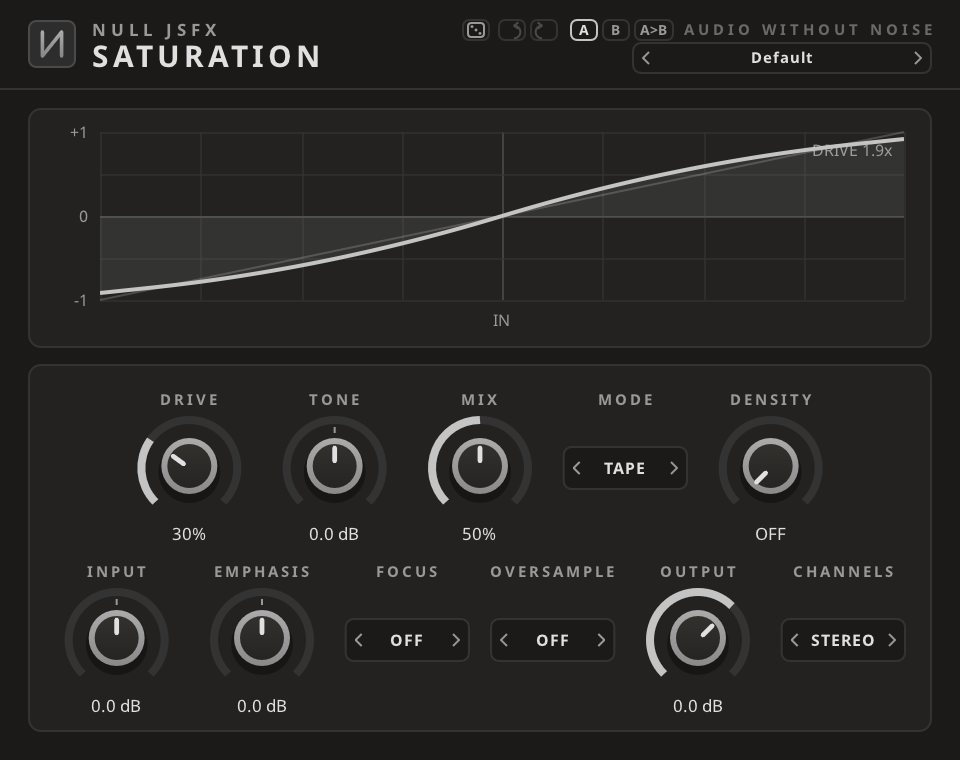 NULL JSFX
SATURATION
A B A>B AUDIO WITHOUT NOISE
Default
+1
DRIVE 1.9x
0
-1
IN
DRIVE TONE MIX MODE DENSITY
TAPE
30% 0.0 dB 50% OFF
INPUT EMPHASIS FOCUS OVERSAMPLE OUTPUT CHANNELS
OFF OFF STEREO
0.0 dB 0.0 dB 0.0 dB